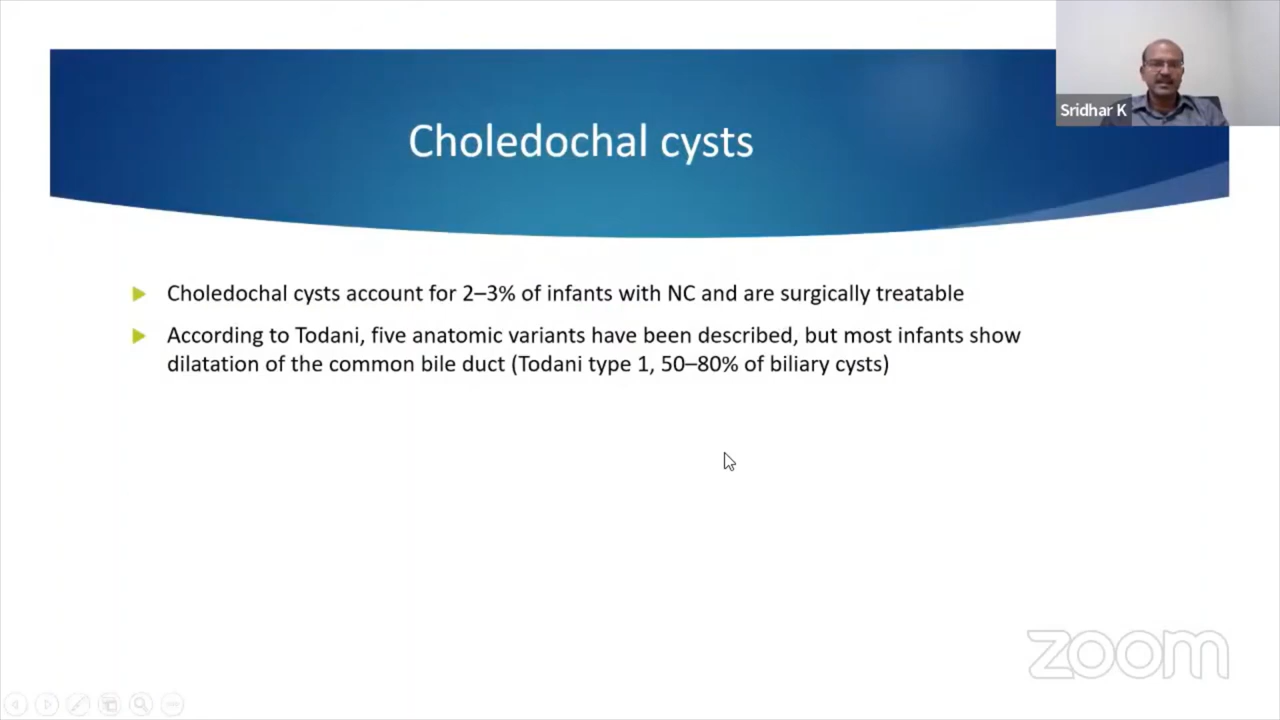 Sridhar K
Choledochal cysts
Choledochal cysts account for 2–3% of infants with NC and are surgically treatable
According to Todani, five anatomic variants have been described, but most infants show
dilatation of the common bile duct (Todani type 1, 50–80% of biliary cysts)
zoom